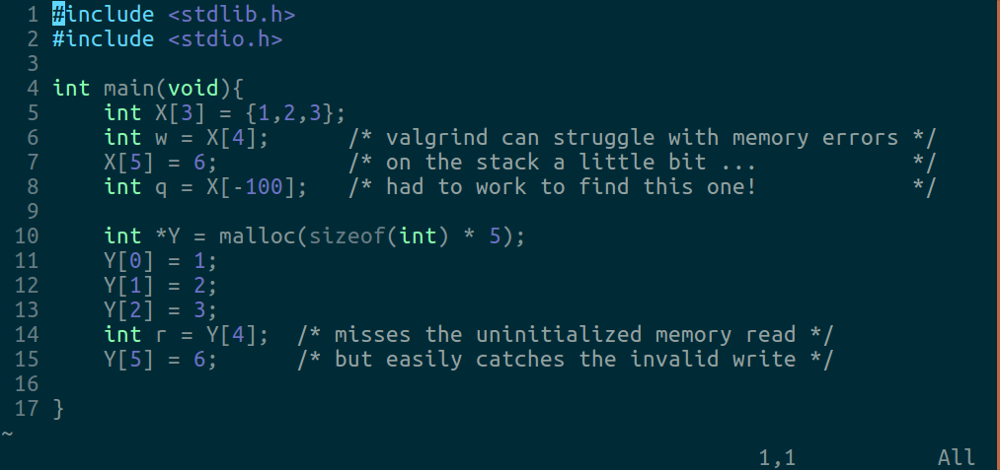 1 #include <stdlib.h>
2 #include <stdio.h>
3
4 int main(void){
5     int X[3] = {1,2,3};
6     int w = X[4];      /* valgrind can struggle with memory errors */
7     X[5] = 6;          /* on the stack a little bit ...            */
8     int q = X[-100];   /* had to work to find this one!            */
9
10     int *Y = malloc(sizeof(int) * 5);
11     Y[0] = 1;
12     Y[1] = 2;
13     Y[2] = 3;
14     int r = Y[4];  /* misses the uninitialized memory read */
15     Y[5] = 6;      /* but easily catches the invalid write */
16
17 }
~
1,1           All